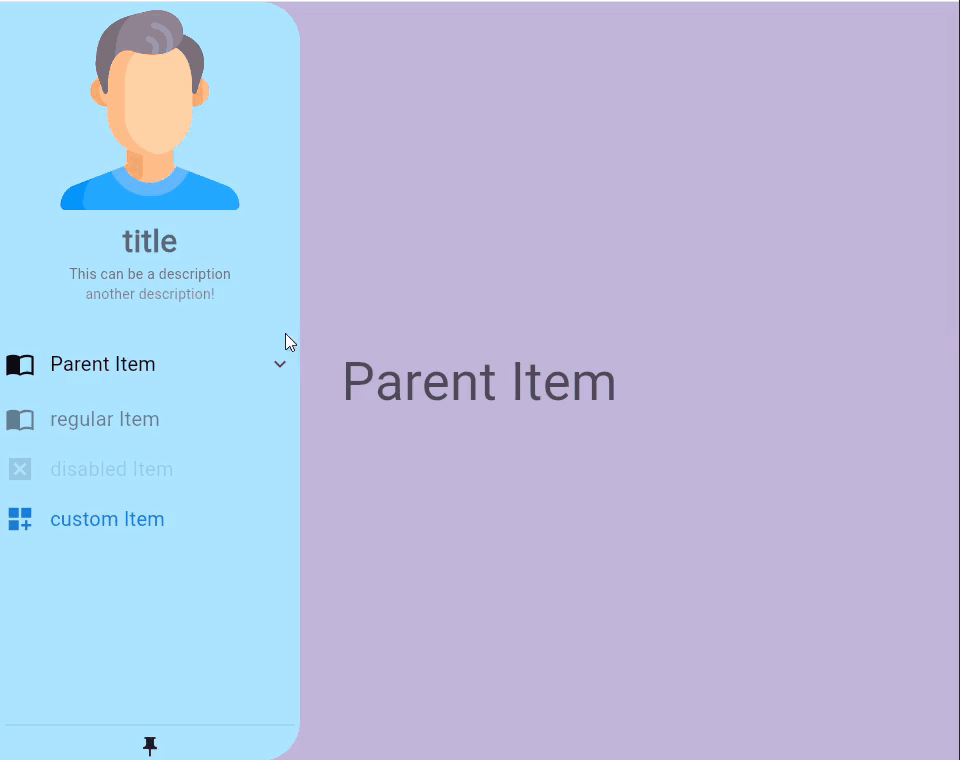 title
This can be a description
another description!
Parent Item
regular Item
disabled Item
custom Item
Parent Item